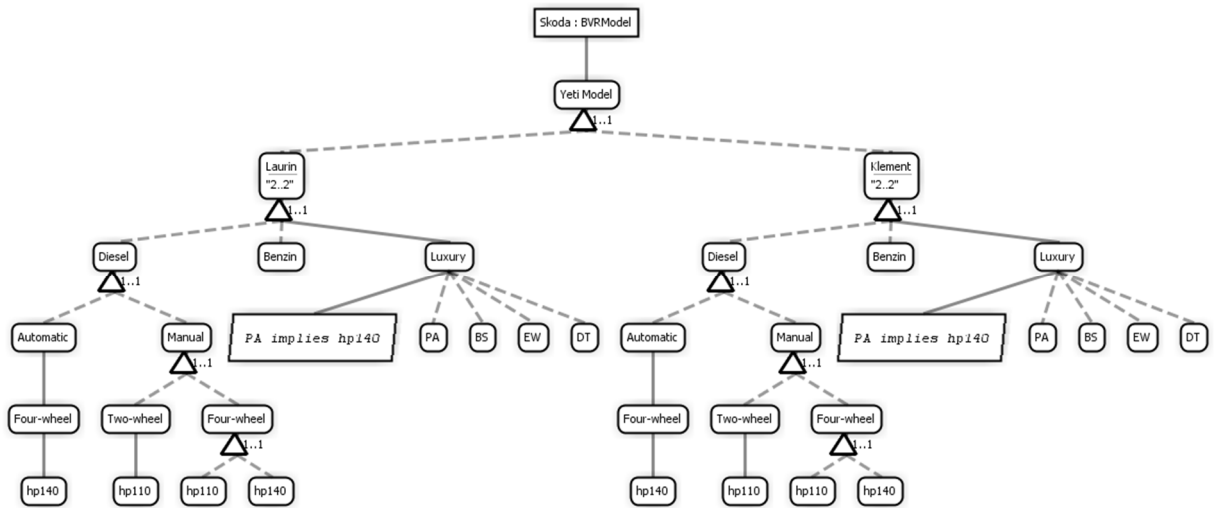 Skoda : BVRModel
Yeti Model
1..1
Laurin
"2..2"
1..1
Klement
"2..2"
1..1
Diesel
1..1
Benzin
Luxury
Diesel
1..1
Benzin
Luxury
Automatic
Manual
1..1
PA implies hp140
PA
BS
EW
DT
Automatic
Manual
1..1
PA implies hp140
PA
BS
EW
DT
Four-wheel
Two-wheel
Four-wheel
1..1
Four-wheel
Two-wheel
Four-wheel
1..1
hp140
hp110
hp110
hp140
hp140
hp110
hp110
hp140